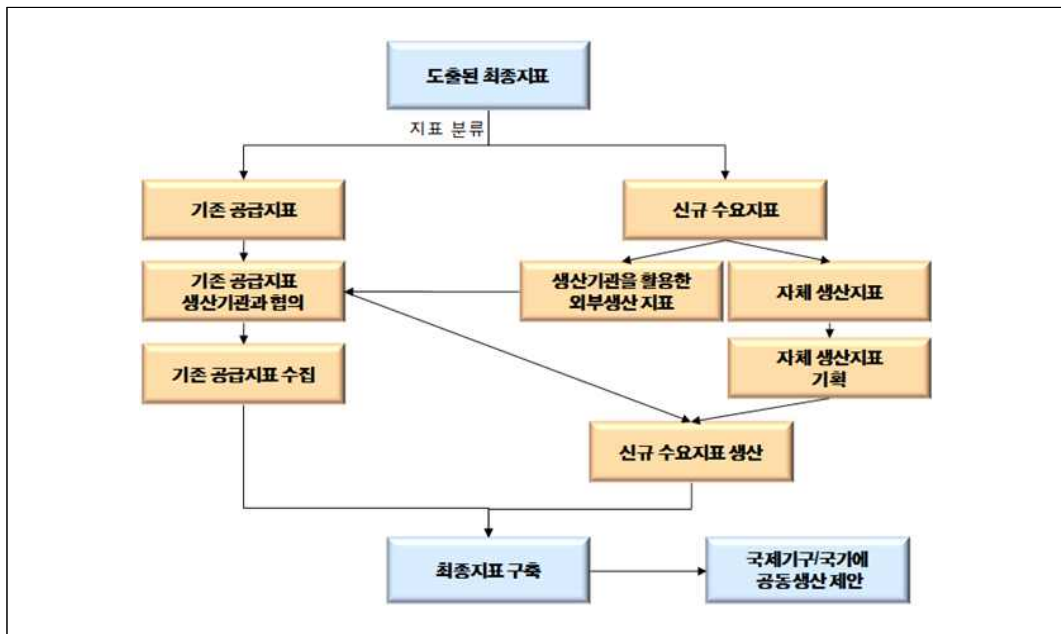 도출된 최종지표
지표 분류
기존 공급지표
신규 수요지표
기존 공급지표
생산기관과 협의
생산기관을 활용한
외부생산 지표
자체 생산지표
기존 공급지표 수집
자체 생산지표
기획
신규 수요지표 생산
최종지표 구축
국제기구/국가에
공동생산 제안